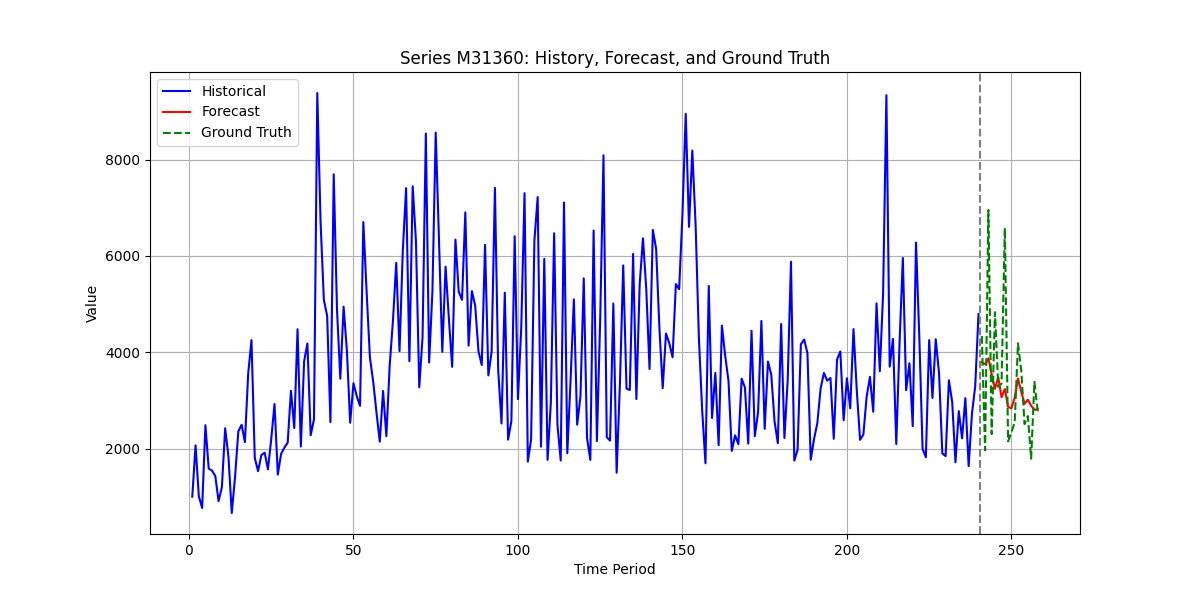 Series M31360: History, Forecast, and Ground Truth
Historical
Forecast
Ground Truth
8000
6000
4000
2000
Value
0
50
100
150
200
250
Time Period